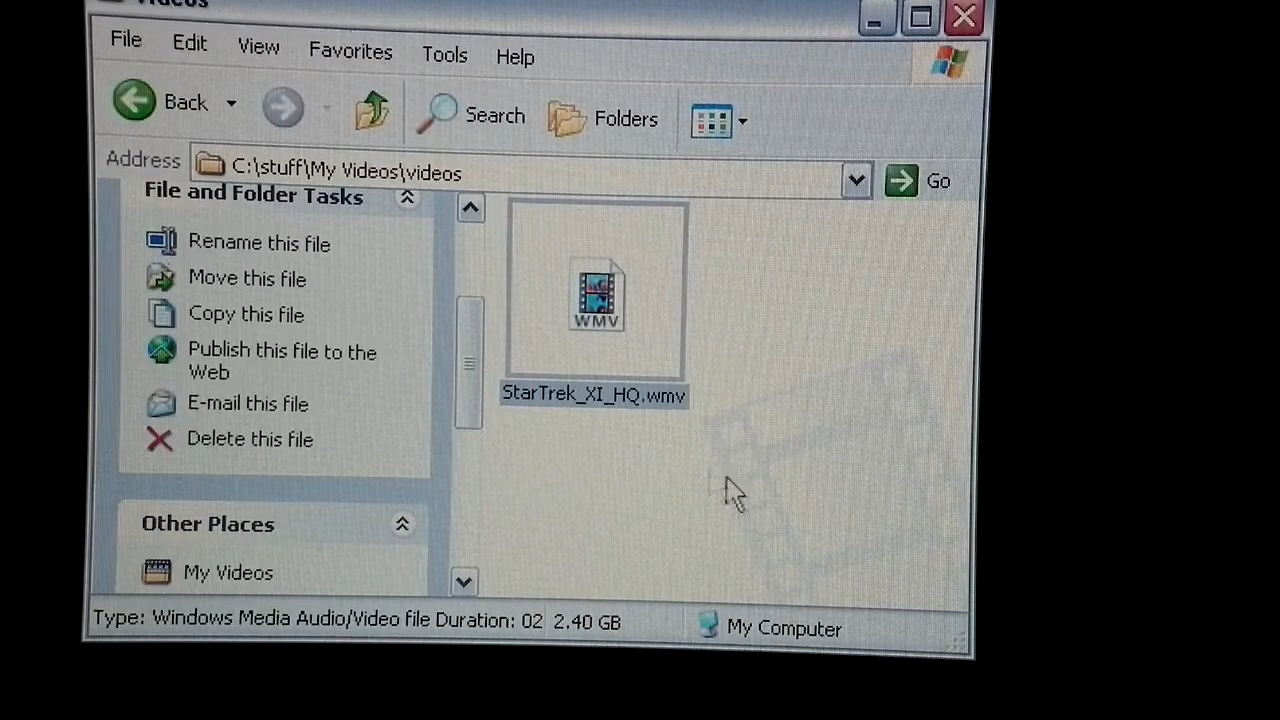 Videos
File Edit View Favorites Tools Help
Back Search Folders
Address C:\stuff\My Videos\videos Go
File and Folder Tasks
Rename this file
Move this file
Copy this file
Publish this file to the
Web
E-mail this file
Delete this file
WMV
StarTrek_XI_HQ.wmv
Other Places
My Videos
Type: Windows Media Audio/Video file Duration: 02 2.40 GB My Computer